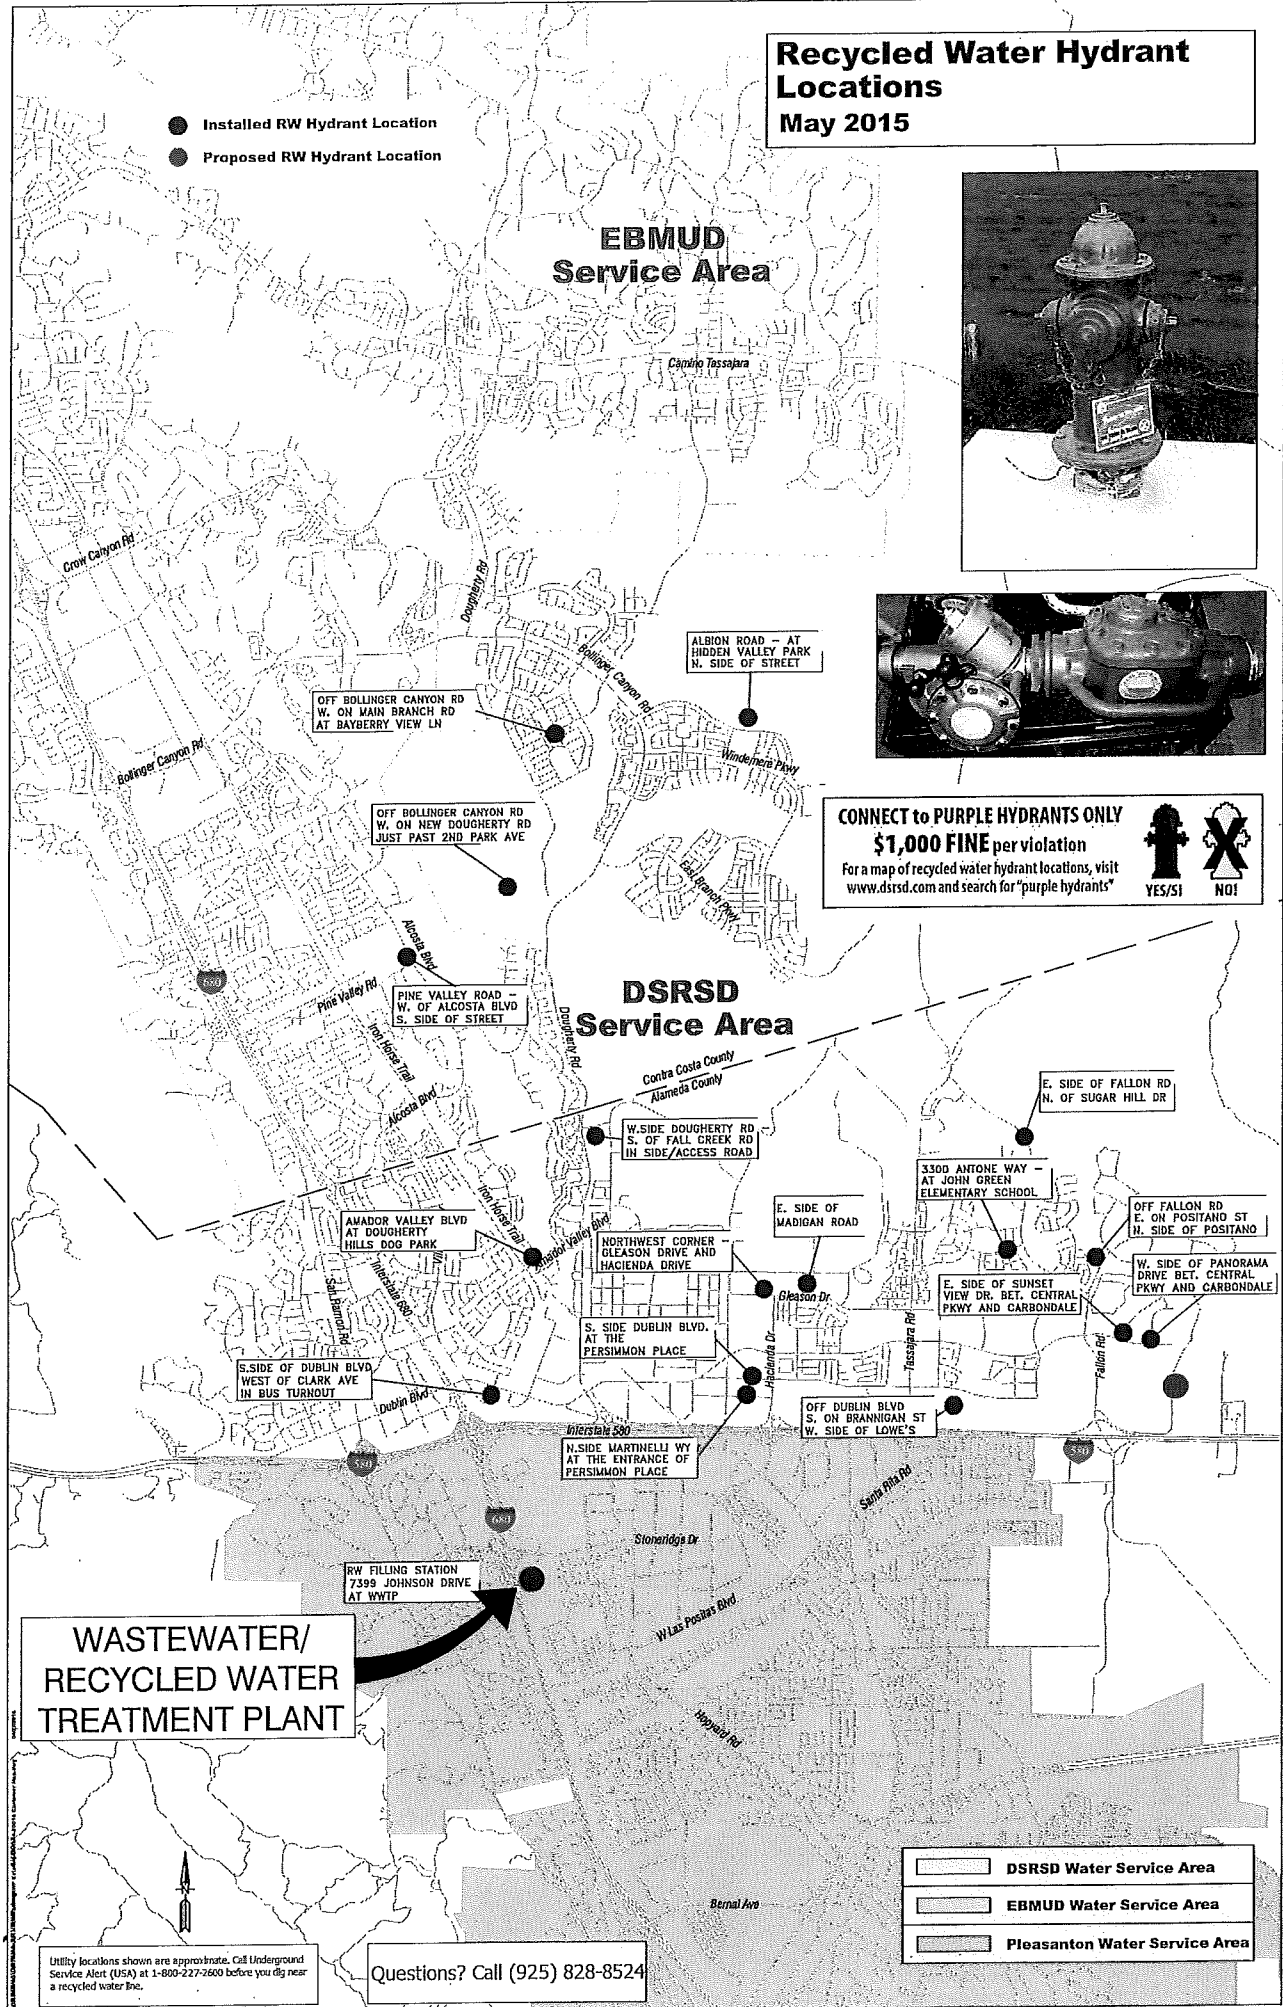 Recycled Water Hydrant
Locations
May 2015
Installed RW Hydrant Location
Proposed RW Hydrant Location
EBMUD
Service Area
Camino Tassajara
Crow Canyon Rd
Dougherty Rd
Bollinger Canyon Rd
ALBION ROAD - AT
HIDDEN VALLEY PARK
N. SIDE OF STREET
OFF BOLLINGER CANYON RD
W. ON MAIN BRANCH RD
AT BAYBERRY VIEW LN
Bollinger Canyon Rd
Windemere Pkwy
OFF BOLLINGER CANYON RD
W. ON NEW DOUGHERTY RD
JUST PAST 2ND PARK AVE
CONNECT to PURPLE HYDRANTS ONLY
$1,000 FINE per violation
For a map of recycled water hydrant locations, visit
www.dsrsd.com and search for "purple hydrants"
YES/SI
NO!
East Branch Pkwy
Alcosta Blvd
680
Pine Valley Rd
PINE VALLEY ROAD -
W. OF ALCOSTA BLVD
S. SIDE OF STREET
DSRSD
Service Area
Dougherty Rd
Iron Horse Trail
Contra Costa County
Alameda County
Alcosta Blvd
E. SIDE OF FALLON RD
N. OF SUGAR HILL DR
W.SIDE DOUGHERTY RD
S. OF FALL CREEK RD
IN SIDE/ACCESS ROAD
3300 ANTONE WAY -
AT JOHN GREEN
ELEMENTARY SCHOOL
Iron Horse Trail
AMADOR VALLEY BLVD
AT DOUGHERTY
HILLS DOG PARK
Amador Valley Blvd
E. SIDE OF
MADIGAN ROAD
OFF FALLON RD
E. ON POSITANO ST
N. SIDE OF POSITANO
NORTHWEST CORNER -
GLEASON DRIVE AND
HACIENDA DRIVE
W. SIDE OF PANORAMA
DRIVE BET. CENTRAL
PKWY AND CARBONDALE
E. SIDE OF SUNSET
VIEW DR. BET. CENTRAL
PKWY AND CARBONDALE
Gleason Dr
San Ramon Rd
Interstate 680
S. SIDE DUBLIN BLVD.
AT THE
PERSIMMON PLACE
Hacienda Dr
Tassajara Rd
Fallon Rd
S.SIDE OF DUBLIN BLVD
WEST OF CLARK AVE
IN BUS TURNOUT
Dublin Blvd
OFF DUBLIN BLVD
S. ON BRANNIGAN ST
W. SIDE OF LOWE'S
Interstate 580
N.SIDE MARTINELLI WY
AT THE ENTRANCE OF
PERSIMMON PLACE
580
580
Santa Rita Rd
680
Stoneridge Dr
RW FILLING STATION
7399 JOHNSON DRIVE
AT WWTP
W Las Positas Blvd
WASTEWATER/
RECYCLED WATER
TREATMENT PLANT
Hopyard Rd
Bernal Ave
N
DSRSD Water Service Area
EBMUD Water Service Area
Pleasanton Water Service Area
Utility locations shown are approximate. Call Underground
Service Alert (USA) at 1-800-227-2600 before you dig near
a recycled water line.
Questions? Call (925) 828-8524